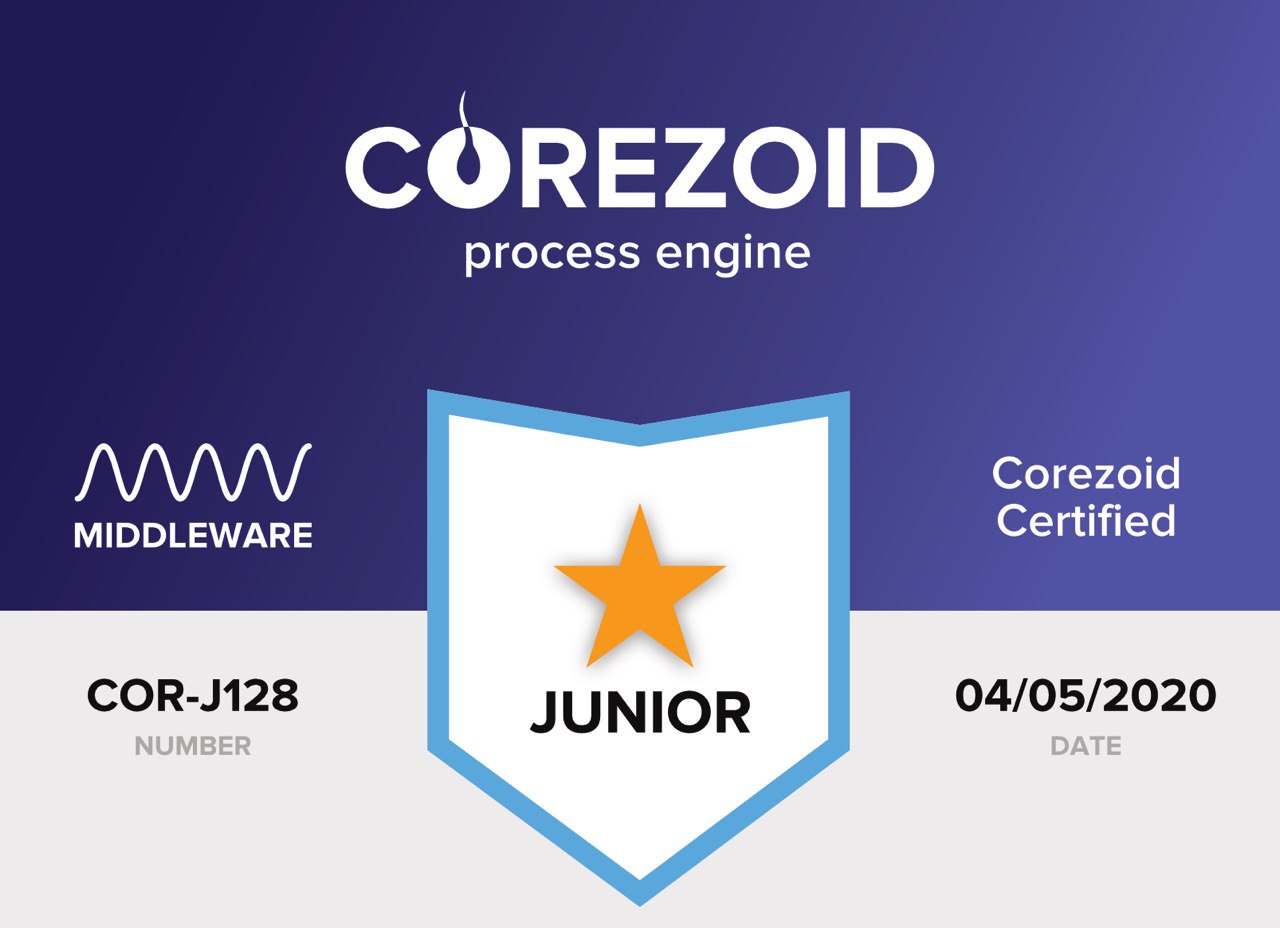 COREZOID
process engine
MIDDLEWARE
Corezoid
Certified
JUNIOR
COR-J128
NUMBER
04/05/2020
DATE